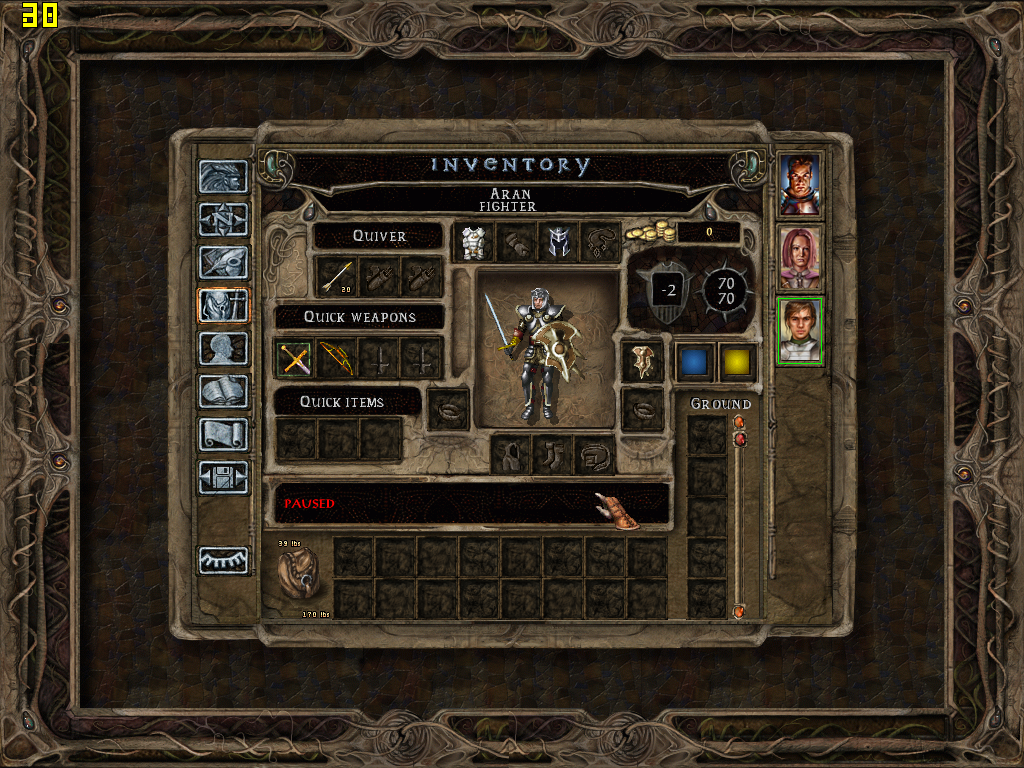 30
INVENTORY
ARAN
FIGHTER
QUIVER
0
20
-2
70
70
QUICK WEAPONS
QUICK ITEMS
GROUND
PAUSED
39 lbs
170 lbs